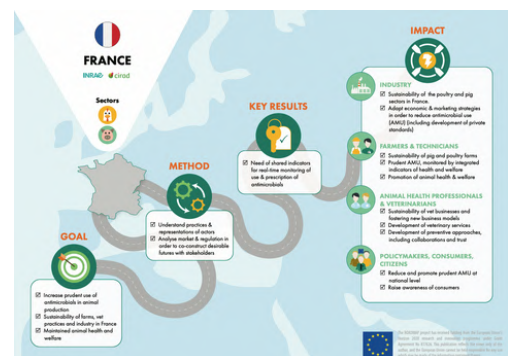 FRANCE
INRAE cirad
Sectors
GOAL
Increase prudent use of
antimicrobials in animal
production
Sustainability of farms, vet
practices and industry in France
Maintained animal health and
welfare
METHOD
Understand practices &
representations of actors
Analyse market & regulation in
order to co-construct desirable
futures with stakeholders
KEY RESULTS
Need of shared indicators
for real-time monitoring of
use & prescription of
antimicrobials
IMPACT
INDUSTRY
Sustainability of the poultry and pig
sectors in France.
Adapt economic & marketing strategies
in order to reduce antimicrobial use
(AMU) (including development of private
standards)
FARMERS & TECHNICIANS
Sustainability of pig and poultry farms
Prudent AMU, monitored by integrated
indicators of health and welfare
Promotion of animal health & welfare
ANIMAL HEALTH PROFESSIONALS
& VETERINARIANS
Sustainability of vet businesses and
fostering new business models
Development of veterinary services
Development of preventive approaches,
including collaborations and trust
POLICYMAKERS, CONSUMERS,
CITIZENS
Reduce and promote prudent AMU at
national level
Raise awareness of consumers